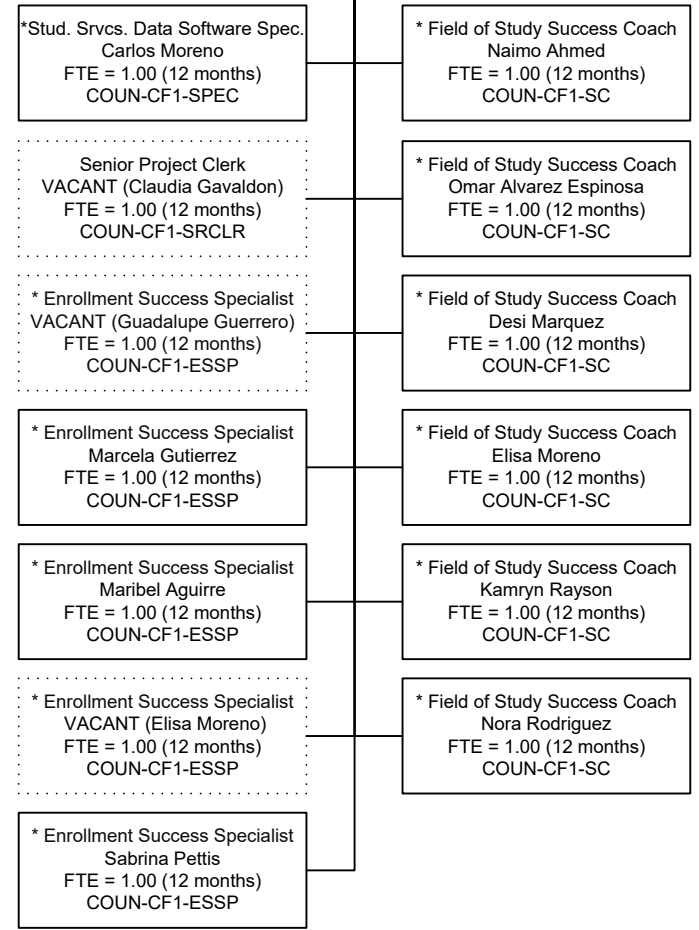 *Stud. Srvcs. Data Software Spec.
Carlos Moreno
FTE = 1.00 (12 months)
COUN-CF1-SPEC
Senior Project Clerk
VACANT (Claudia Gavaldon)
FTE = 1.00 (12 months)
COUN-CF1-SRCLR
* Enrollment Success Specialist
VACANT (Guadalupe Guerrero)
FTE = 1.00 (12 months)
COUN-CF1-ESSP
* Enrollment Success Specialist
Marcela Gutierrez
FTE = 1.00 (12 months)
COUN-CF1-ESSP
* Enrollment Success Specialist
Maribel Aguirre
FTE = 1.00 (12 months)
COUN-CF1-ESSP
* Enrollment Success Specialist
VACANT (Elisa Moreno)
FTE = 1.00 (12 months)
COUN-CF1-ESSP
* Enrollment Success Specialist
Sabrina Pettis
FTE = 1.00 (12 months)
COUN-CF1-ESSP
* Field of Study Success Coach
Naimo Ahmed
FTE = 1.00 (12 months)
COUN-CF1-SC
* Field of Study Success Coach
Omar Alvarez Espinosa
FTE = 1.00 (12 months)
COUN-CF1-SC
* Field of Study Success Coach
Desi Marquez
FTE = 1.00 (12 months)
COUN-CF1-SC
* Field of Study Success Coach
Elisa Moreno
FTE = 1.00 (12 months)
COUN-CF1-SC
* Field of Study Success Coach
Kamryn Rayson
FTE = 1.00 (12 months)
COUN-CF1-SC
* Field of Study Success Coach
Nora Rodriguez
FTE = 1.00 (12 months)
COUN-CF1-SC